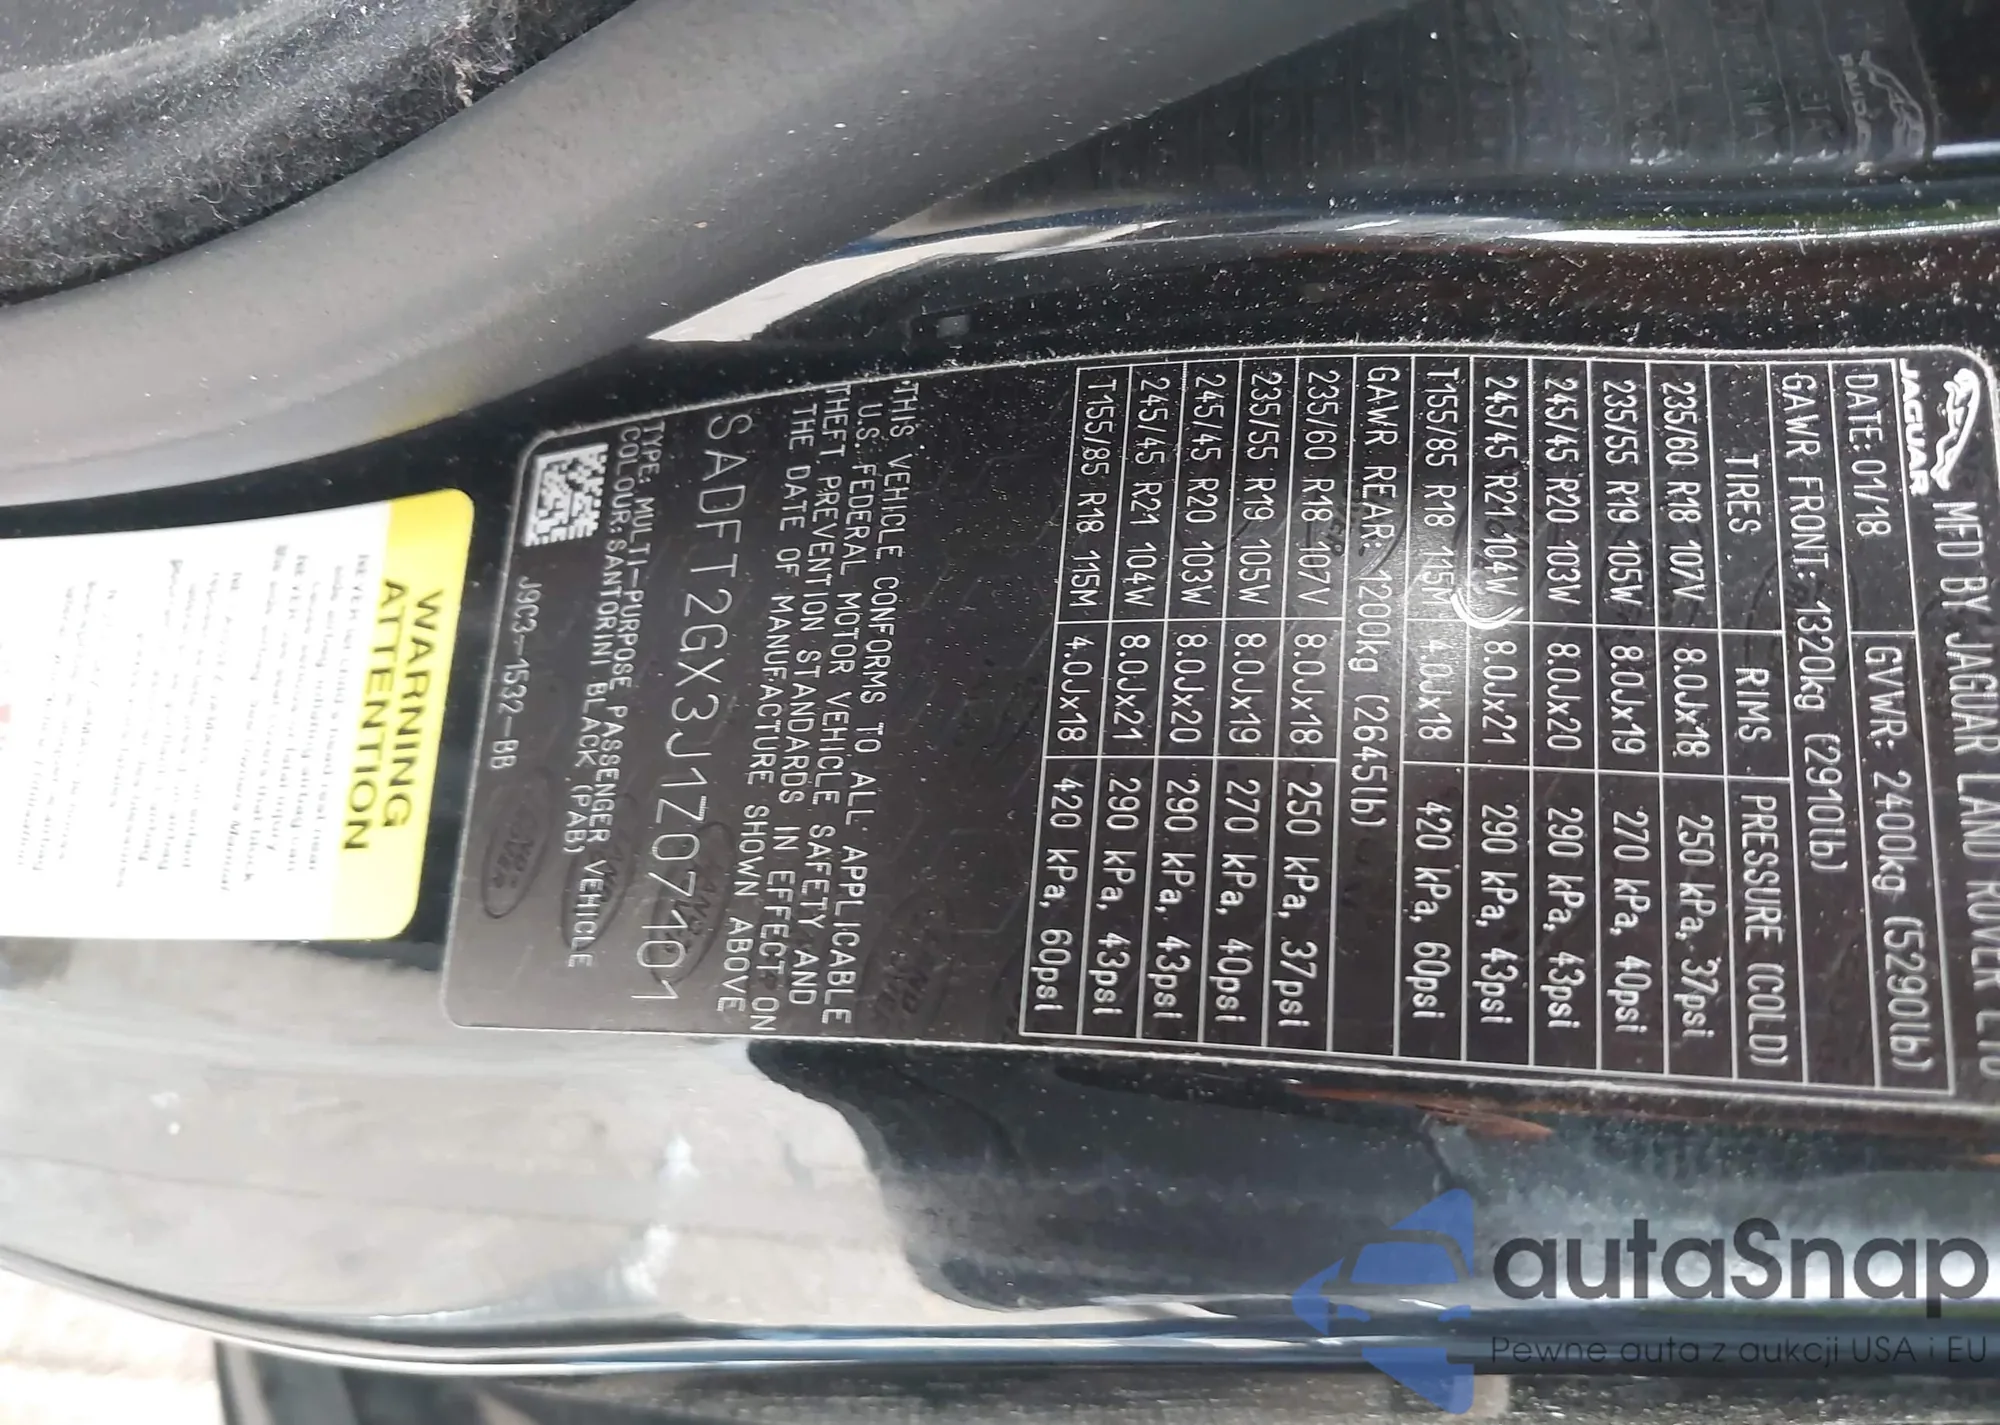 JAGUAR MFD BY JAGUAR LAND ROVER LTD
DATE: 01/18 GVWR: 2400kg (5290lb)
GAWR FRONT: 1320kg (2910lb)
TIRES RIMS PRESSURE (COLD)
235/60 R18 107V 8.0Jx18 250 kPa, 37psi
235/55 R19 105W 8.0Jx19 270 kPa, 40psi
245/45 R20 103W 8.0Jx20 290 kPa, 43psi
245/45 R21 104W 8.0Jx21 290 kPa, 43psi
T155/85 R18 115M 4.0Jx18 420 kPa, 60psi
GAWR REAR: 1200kg (2645lb)
235/60 R18 107V 8.0Jx18 250 kPa, 37psi
235/55 R19 105W 8.0Jx19 270 kPa, 40psi
245/45 R20 103W 8.0Jx20 290 kPa, 43psi
245/45 R21 104W 8.0Jx21 290 kPa, 43psi
T155/85 R18 115M 4.0Jx18 420 kPa, 60psi
THIS VEHICLE CONFORMS TO ALL APPLICABLE
U.S. FEDERAL MOTOR VEHICLE SAFETY AND
THEFT PREVENTION STANDARDS IN EFFECT ON
THE DATE OF MANUFACTURE SHOWN ABOVE
SADFT2GX3J1Z07101
TYPE: MULTI-PURPOSE PASSENGER VEHICLE
COLOUR: SANTORINI BLACK (PAB)
J9C3-1532-BB
WARNING
ATTENTION
autaSnap
Pewne auta z aukcji USA i EU